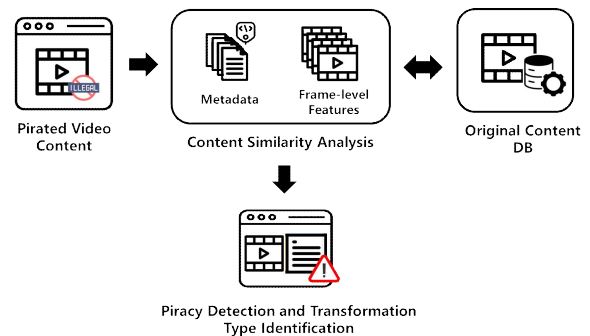 ILLEGAL
Pirated Video
Content
Metadata
Frame-level
Features
Content Similarity Analysis
Original Content
DB
Piracy Detection and Transformation
Type Identification